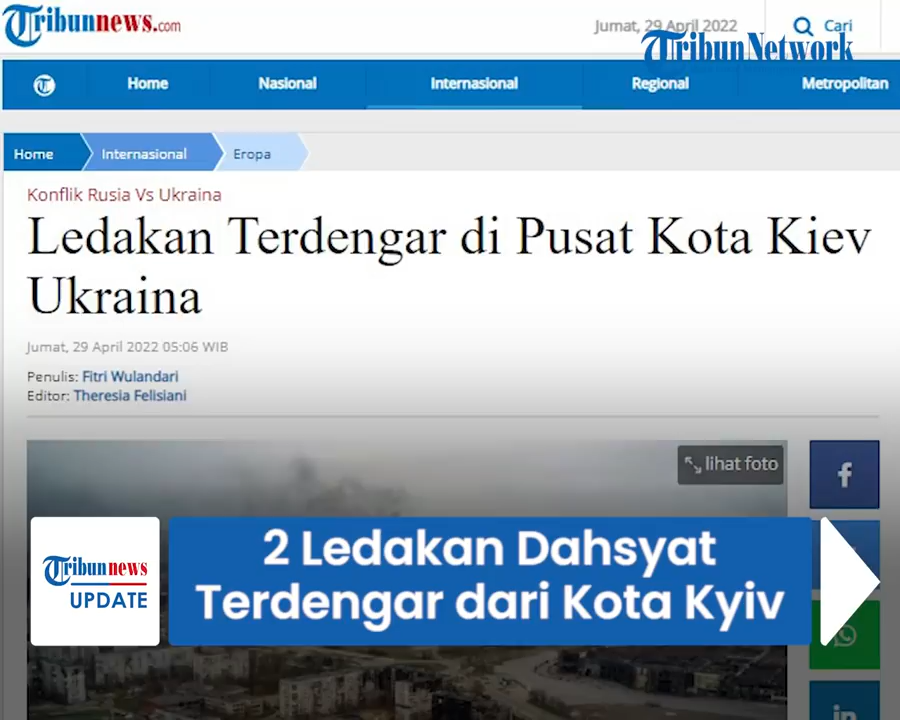 Tribunnews.com
Jumat, 29 April 2022
Cari
TribunNetwork
Home
Nasional
Internasional
Regional
Metropolitan
Home
Internasional
Eropa
Konflik Rusia Vs Ukraina
Ledakan Terdengar di Pusat Kota Kiev
Ukraina
Jumat, 29 April 2022 05:06 WIB
Penulis: Fitri Wulandari
Editor: Theresia Felisiani
lihat foto
Tribunnews
UPDATE
2 Ledakan Dahsyat
Terdengar dari Kota Kyiv